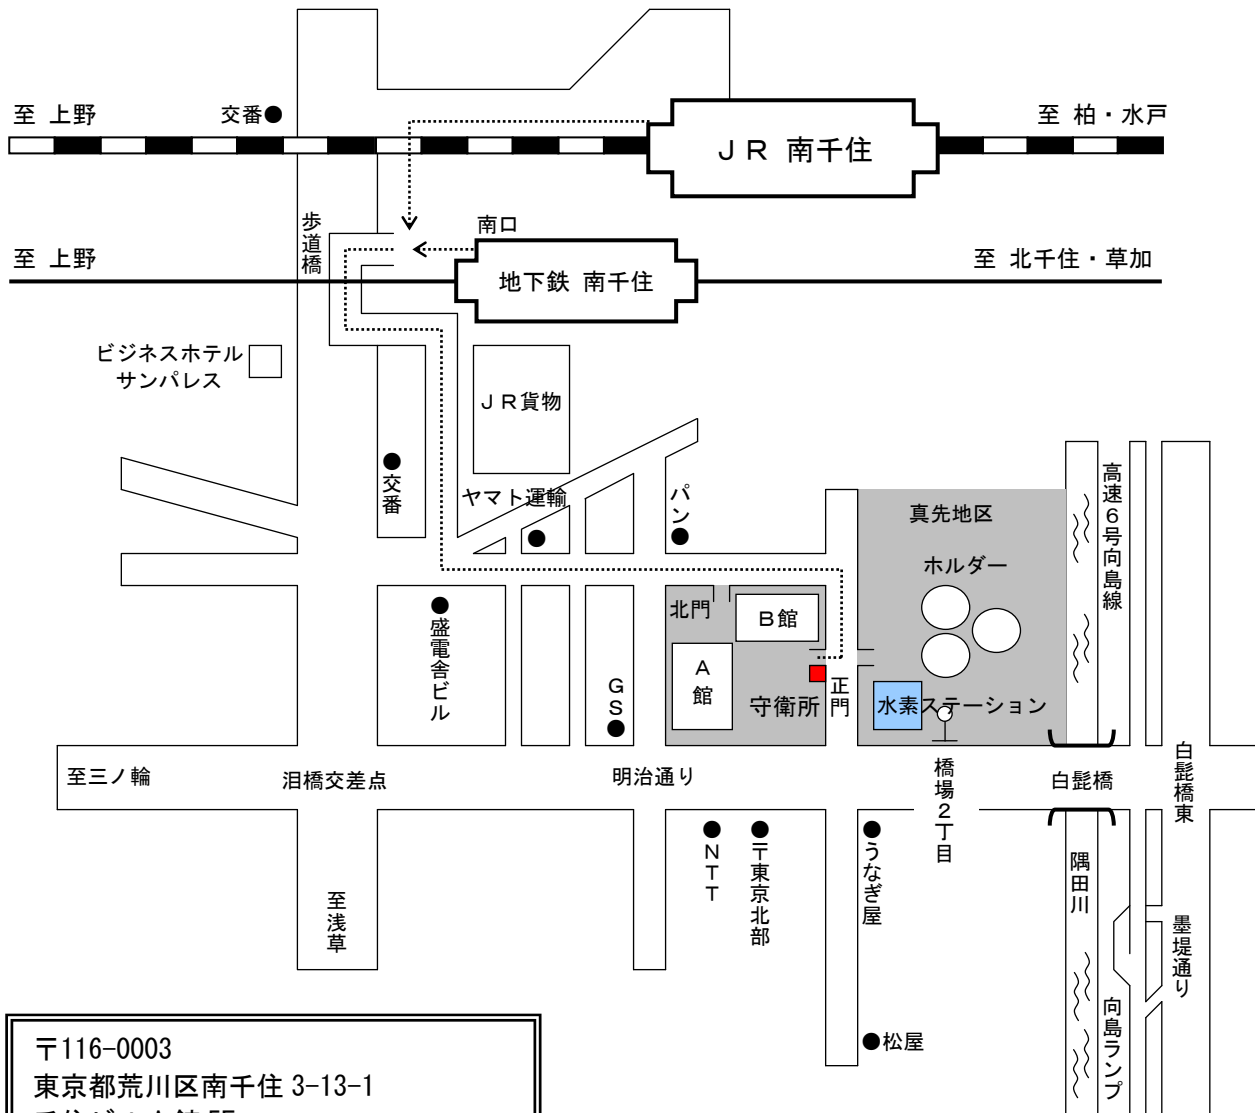 至 上野
交番
ＪＲ 南千住
至 柏・水戸
歩道橋
南口
至 上野
地下鉄 南千住
至 北千住・草加
ビジネスホテル
サンパレス
ＪＲ貨物
交番
ヤマト運輸
パン
真先地区
高速６号向島線
ホルダー
北門
Ｂ館
盛電舎ビル
Ａ館
ＧＳ
守衛所
正門
水素ステーション
至三ノ輪
泪橋交差点
明治通り
橋場２丁目
白髭橋
白髭橋東
ＮＴＴ
〒東京北部
うなぎ屋
隅田川
至浅草
墨堤通り
向島ランプ
松屋
〒116-0003
東京都荒川区南千住 3-13-1